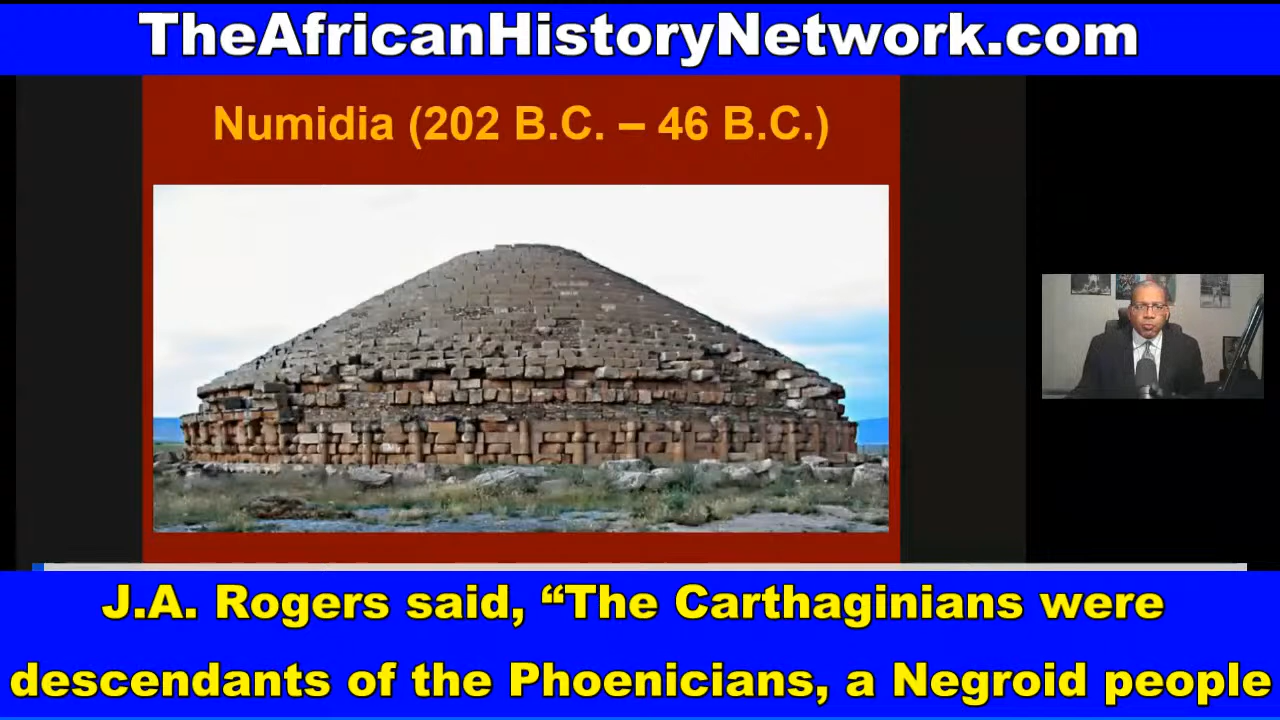 TheAfricanHistoryNetwork.com
Numidia (202 B.C. – 46 B.C.)
J.A. Rogers said, “The Carthaginians were
descendants of the Phoenicians, a Negroid people